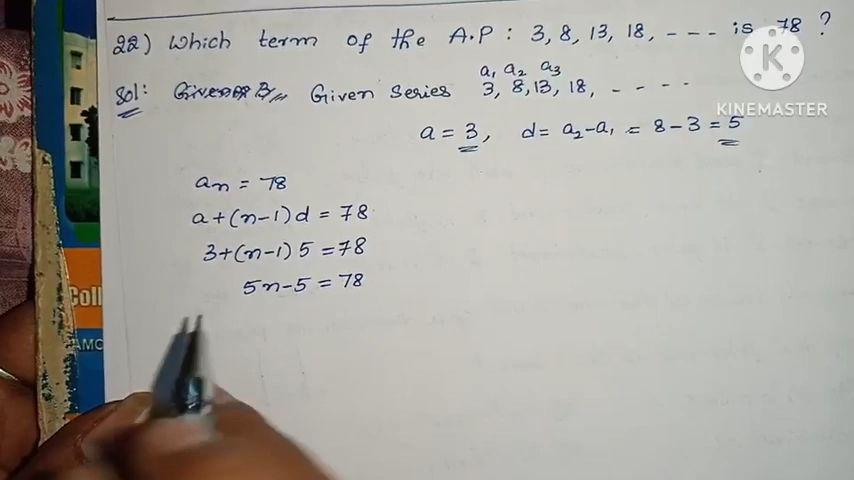 22) Which term of the A.P : 3, 8, 13, 18, - - - - is 78 ?
Sol: Given Series 3, 8, 13, 18, - - - - -
a₁ a₂ a₃
a = 3, d = a₂-a₁ = 8-3 = 5
aₙ = 78
a+(n-1)d = 78
3+(n-1)5 = 78
5n-5 = 78
KINEMASTER
Coll
AMO